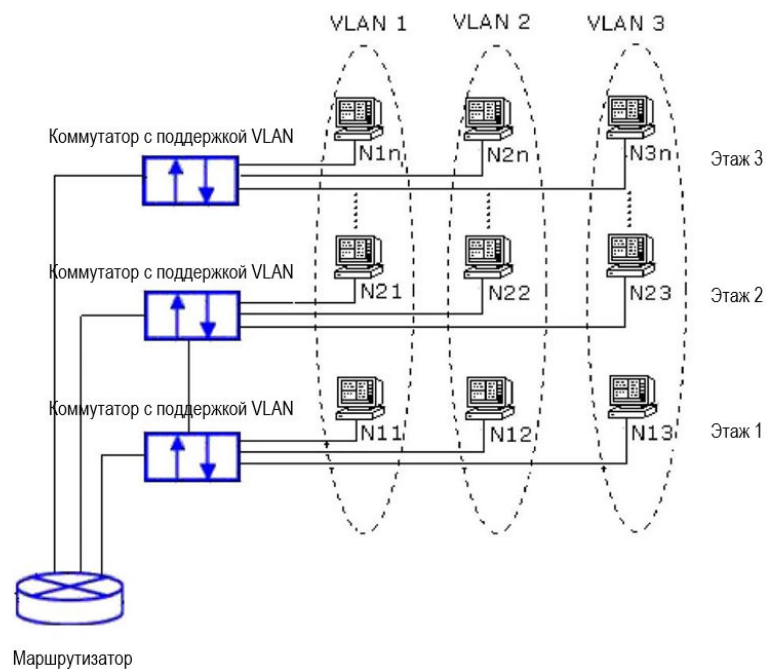 VLAN 1
VLAN 2
VLAN 3
Коммутатор с поддержкой VLAN
N1n
N2n
N3n
Этаж 3
Коммутатор с поддержкой VLAN
N21
N22
N23
Этаж 2
Коммутатор с поддержкой VLAN
N11
N12
N13
Этаж 1
Маршрутизатор